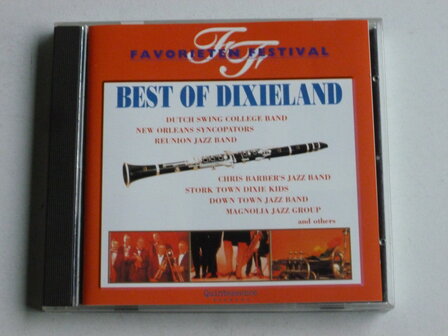 FAVORIETEN FESTIVAL
FF
BEST OF DIXIELAND
DUTCH SWING COLLEGE BAND
NEW ORLEANS SYNCOPATORS
REUNION JAZZ BAND
CHRIS BARBER'S JAZZ BAND
STORK TOWN DIXIE KIDS
DOWN TOWN JAZZ BAND
MAGNOLIA JAZZ GROUP
and others
Quintessence